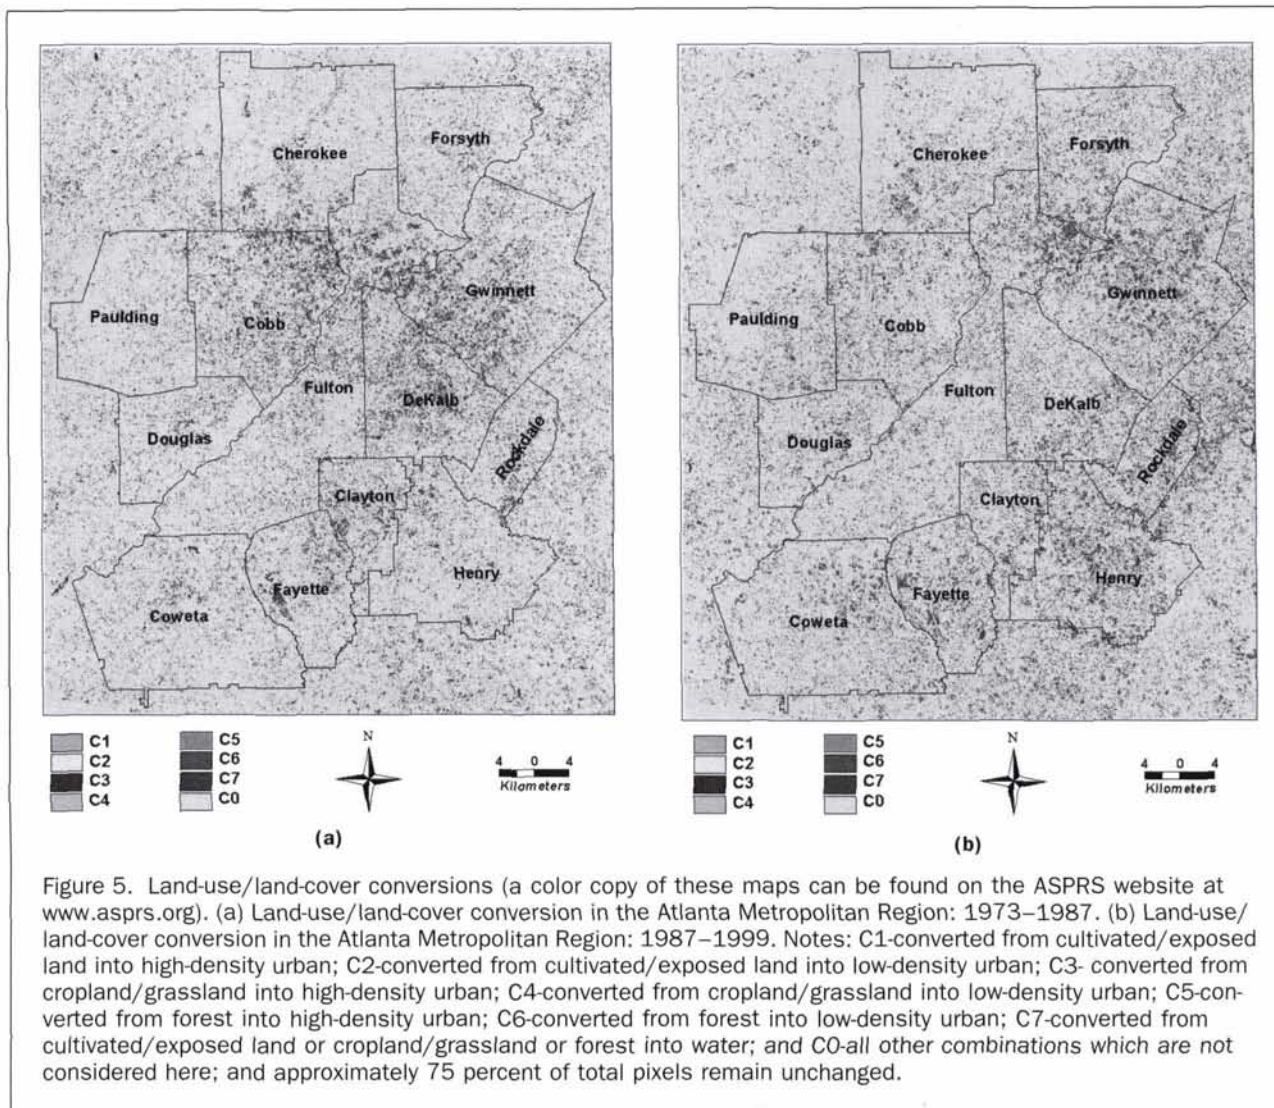 Cherokee
Forsyth
Paulding
Cobb
Gwinnett
Fulton
DeKalb
Douglas
Rockdale
Clayton
Henry
Fayette
Coweta
C1
C2
C3
C4
C5
C6
C7
C0
N
4 0 4
Kilometers
(a)
Cherokee
Forsyth
Paulding
Cobb
Gwinnett
Fulton
DeKalb
Douglas
Rockdale
Clayton
Henry
Fayette
Coweta
C1
C2
C3
C4
C5
C6
C7
C0
N
4 0 4
Kilometers
(b)
Figure 5. Land-use/land-cover conversions (a color copy of these maps can be found on the ASPRS website at
www.asprs.org). (a) Land-use/land-cover conversion in the Atlanta Metropolitan Region: 1973–1987. (b) Land-use/
land-cover conversion in the Atlanta Metropolitan Region: 1987–1999. Notes: C1-converted from cultivated/exposed
land into high-density urban; C2-converted from cultivated/exposed land into low-density urban; C3- converted from
cropland/grassland into high-density urban; C4-converted from cropland/grassland into low-density urban; C5-con-
verted from forest into high-density urban; C6-converted from forest into low-density urban; C7-converted from
cultivated/exposed land or cropland/grassland or forest into water; and C0-all other combinations which are not
considered here; and approximately 75 percent of total pixels remain unchanged.